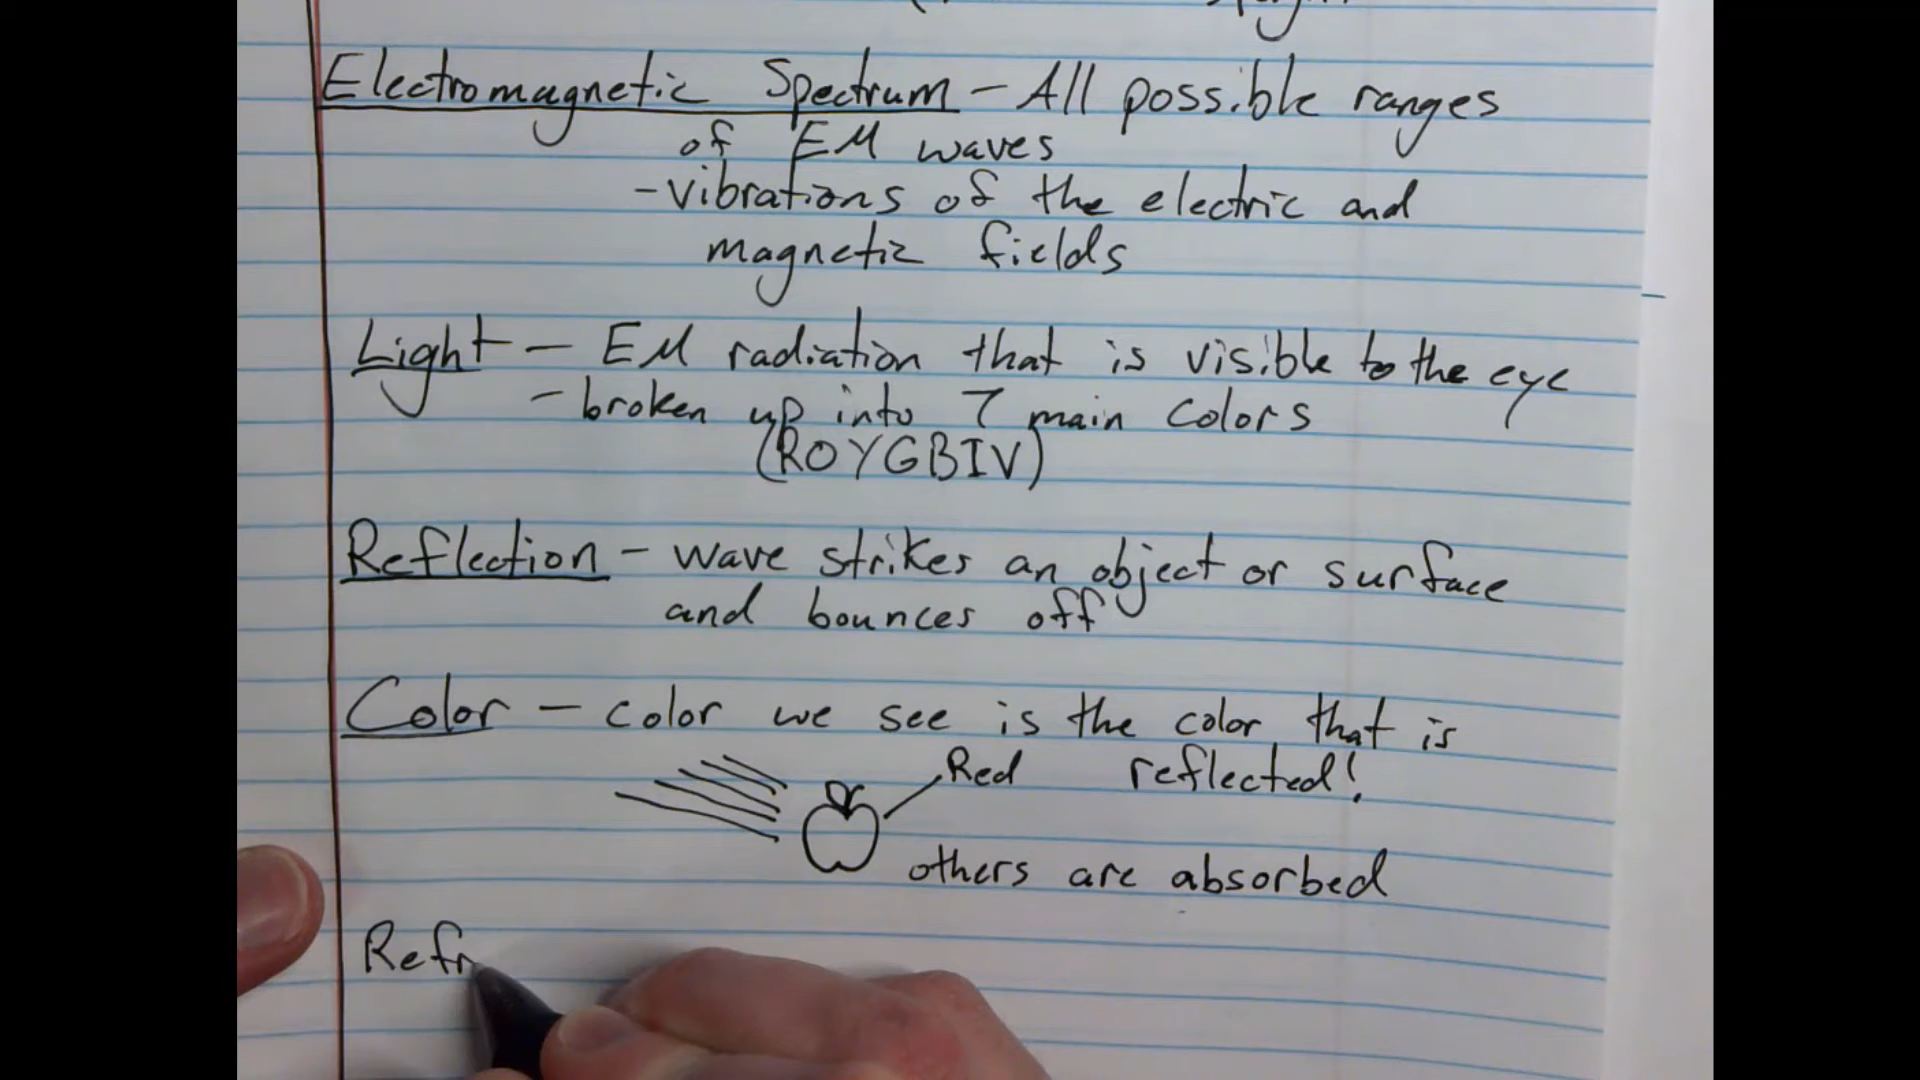 Electromagnetic Spectrum - All possible ranges
of EM waves
- vibrations of the electric and
magnetic fields
Light - EM radiation that is visible to the eye
- broken up into 7 main colors
(ROYGBIV)
Reflection - wave strikes an object or surface
and bounces off
Color - color we see is the color that is
Red reflected!
others are absorbed
Refr